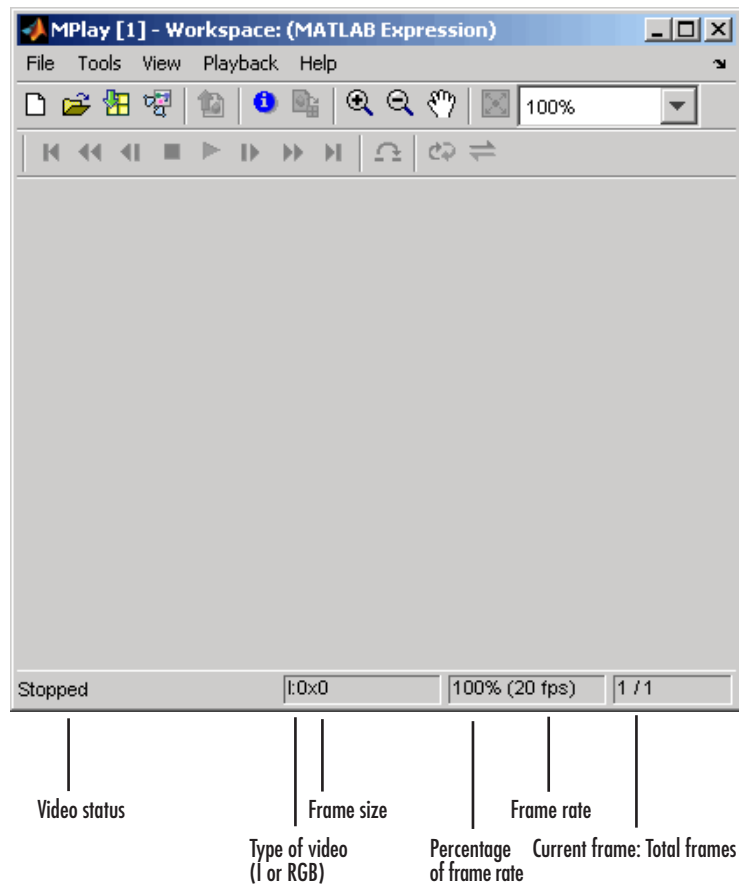 MPlay [1] - Workspace: (MATLAB Expression)
File Tools View Playback Help
100%
Stopped
I:0x0
100% (20 fps)
1 / 1
Video status
Frame size
Frame rate
Type of video
(I or RGB)
Percentage
of frame rate
Current frame: Total frames